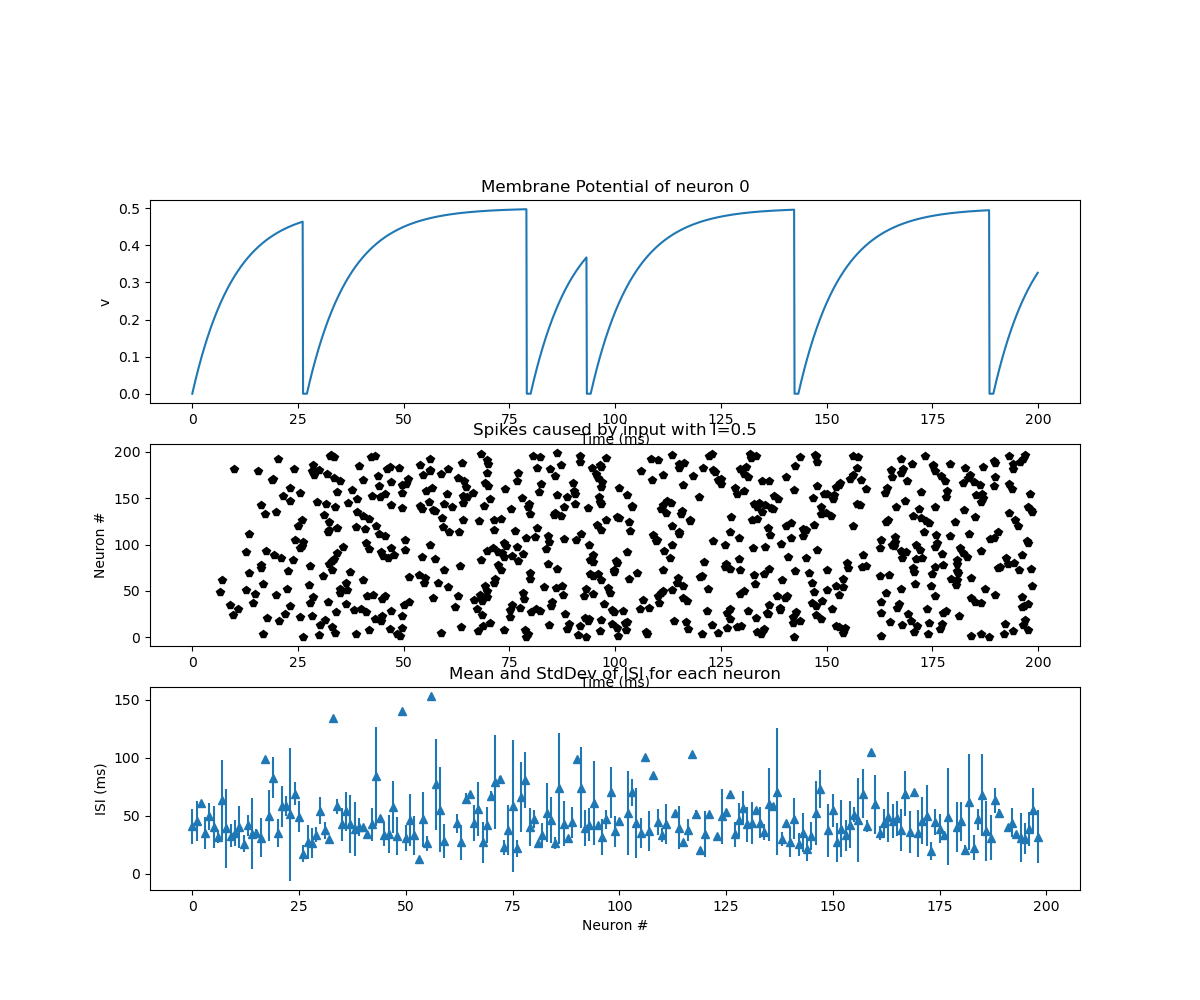 Membrane Potential of neuron 0
0.5
0.4
0.3
0.2
0.1
0.0
v
0 25 50 75 100 125 150 175 200
Time (ms)
Spikes caused by input with I=0.5
200
150
100
50
0
Neuron #
0 25 50 75 100 125 150 175 200
Time (ms)
Mean and StdDev of ISI for each neuron
150
100
50
0
ISI (ms)
0 25 50 75 100 125 150 175 200
Neuron #